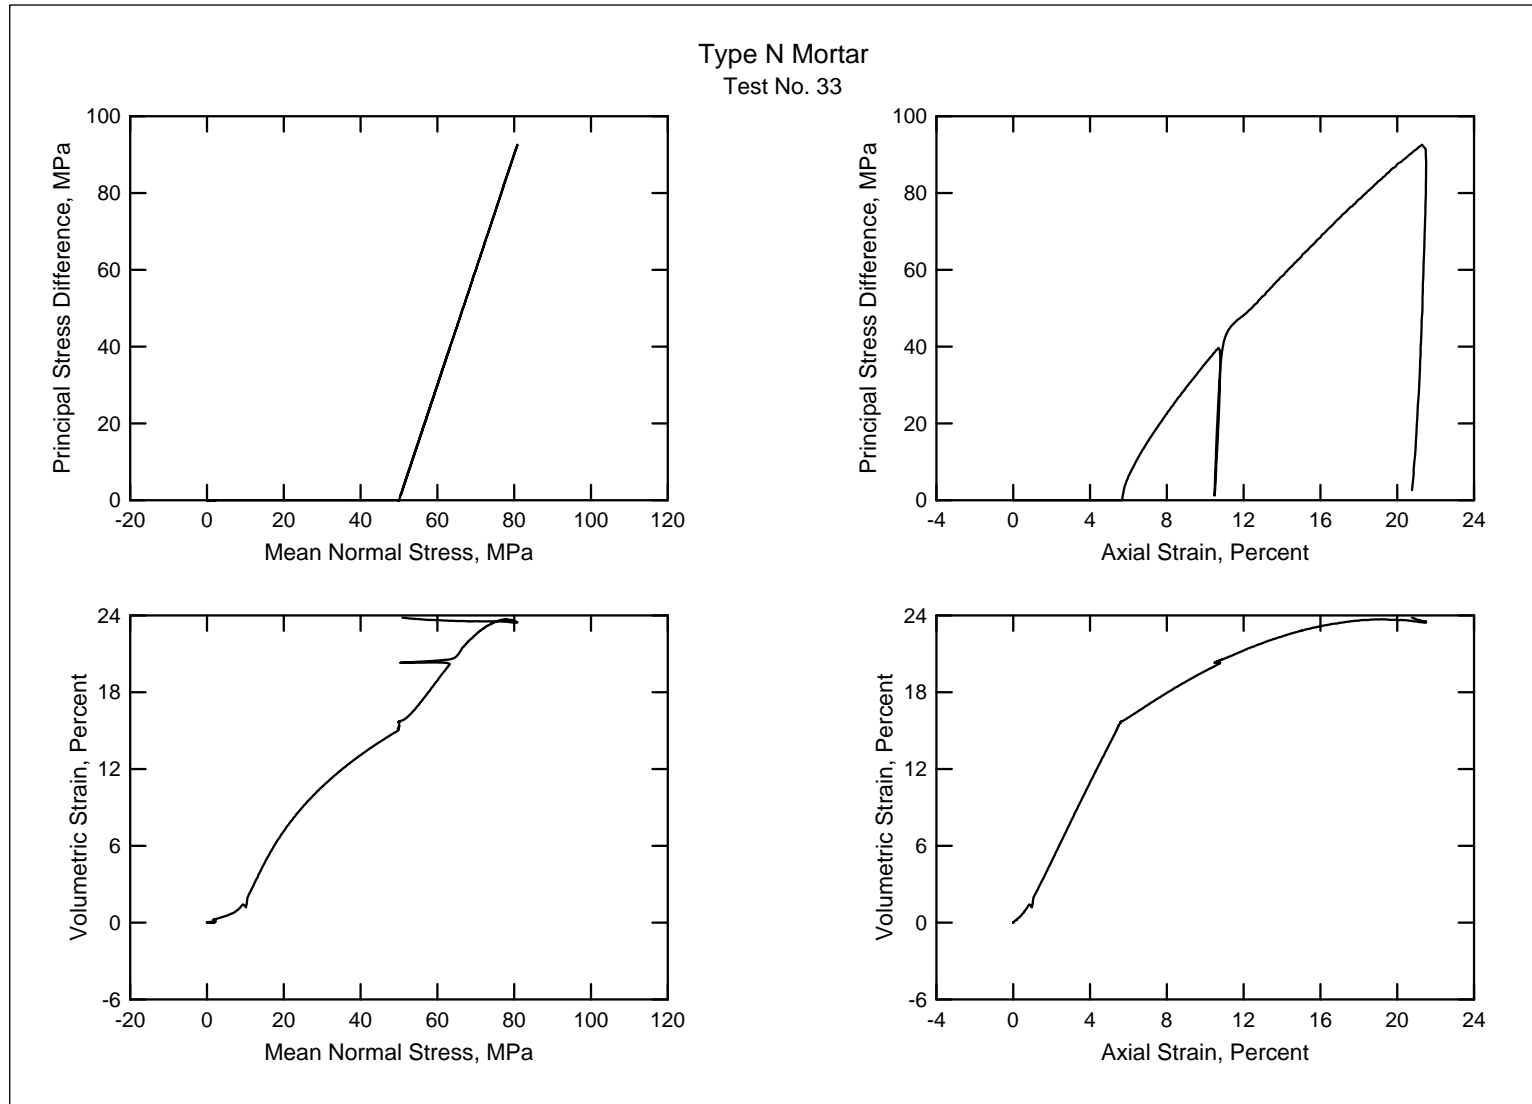 Type N Mortar
Test No. 33
Principal Stress Difference, MPa
100
80
60
40
20
0
-20 0 20 40 60 80 100 120
Mean Normal Stress, MPa
Principal Stress Difference, MPa
100
80
60
40
20
0
-4 0 4 8 12 16 20 24
Axial Strain, Percent
Volumetric Strain, Percent
24
18
12
6
0
-6
-20 0 20 40 60 80 100 120
Mean Normal Stress, MPa
Volumetric Strain, Percent
24
18
12
6
0
-6
-4 0 4 8 12 16 20 24
Axial Strain, Percent